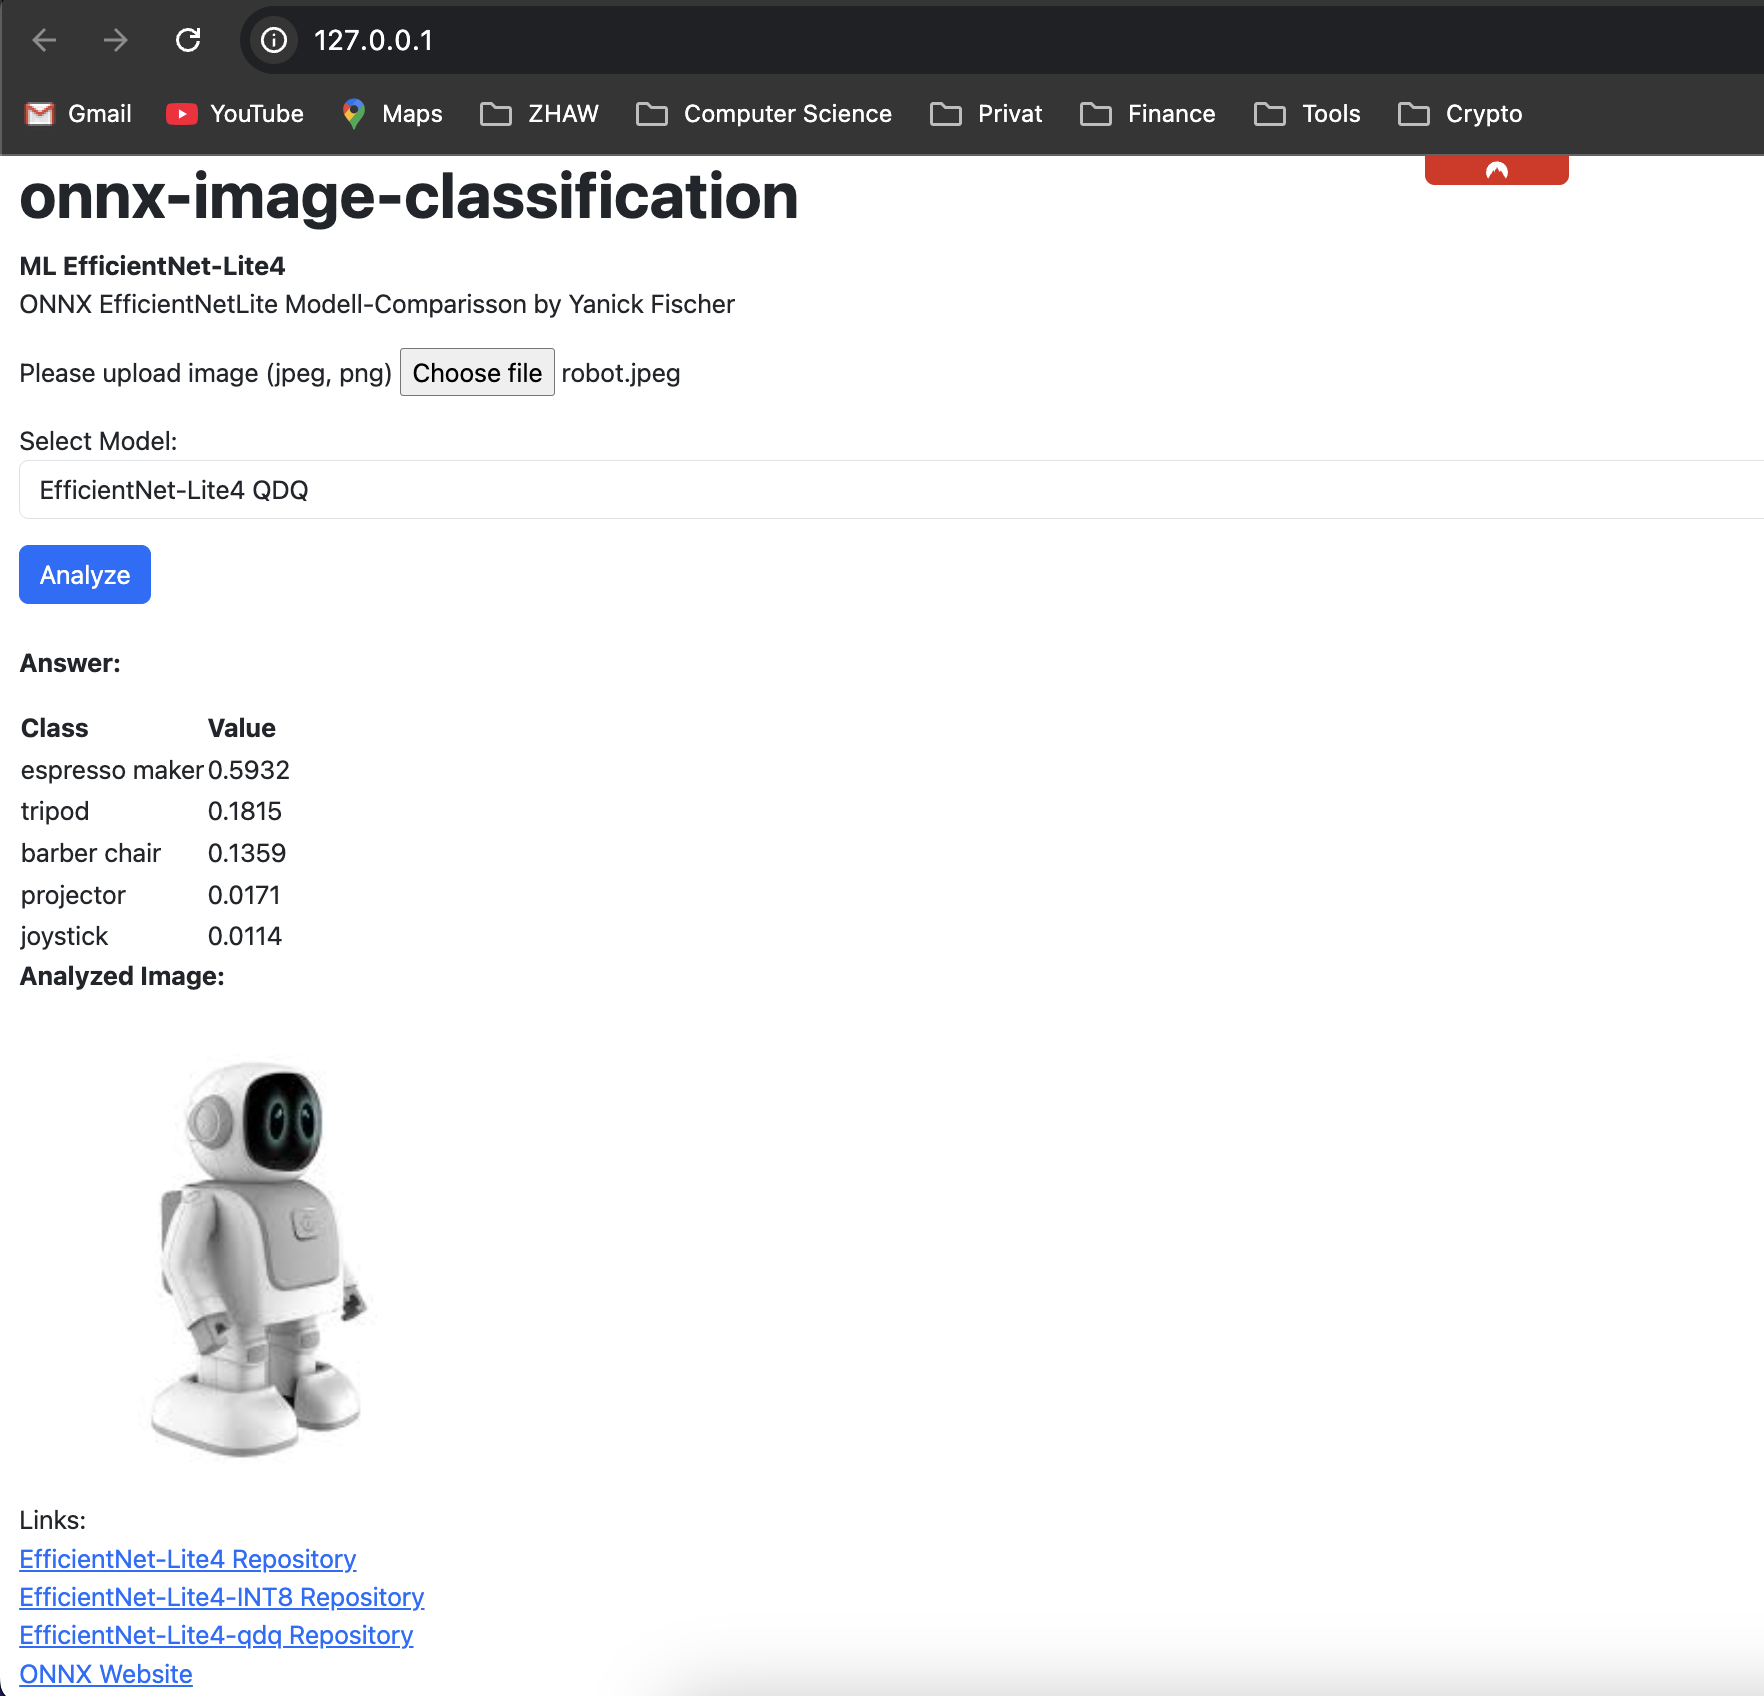 127.0.0.1
Gmail YouTube Maps ZHAW Computer Science Privat Finance Tools Crypto
onnx-image-classification
ML EfficientNet-Lite4
ONNX EfficientNetLite Modell-Comparisson by Yanick Fischer
Please upload image (jpeg, png) Choose file robot.jpeg
Select Model:
EfficientNet-Lite4 QDQ
Analyze
Answer:
Class Value
espresso maker 0.5932
tripod 0.1815
barber chair 0.1359
projector 0.0171
joystick 0.0114
Analyzed Image:
Links:
EfficientNet-Lite4 Repository
EfficientNet-Lite4-INT8 Repository
EfficientNet-Lite4-qdq Repository
ONNX Website